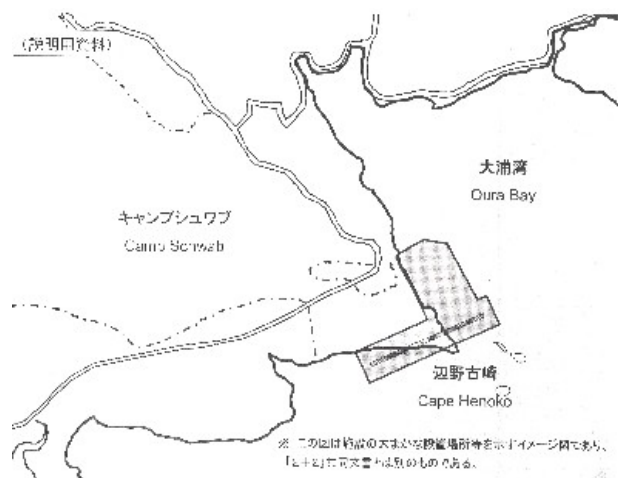 (説明用資料)
大浦湾
Oura Bay
キャンプシュワブ
Camp Schwab
辺野古崎
Cape Henoko
※ この図は施設の大まかな設置場所等を示すイメージ図であり、
「2+2」共同文書とは別のものである。